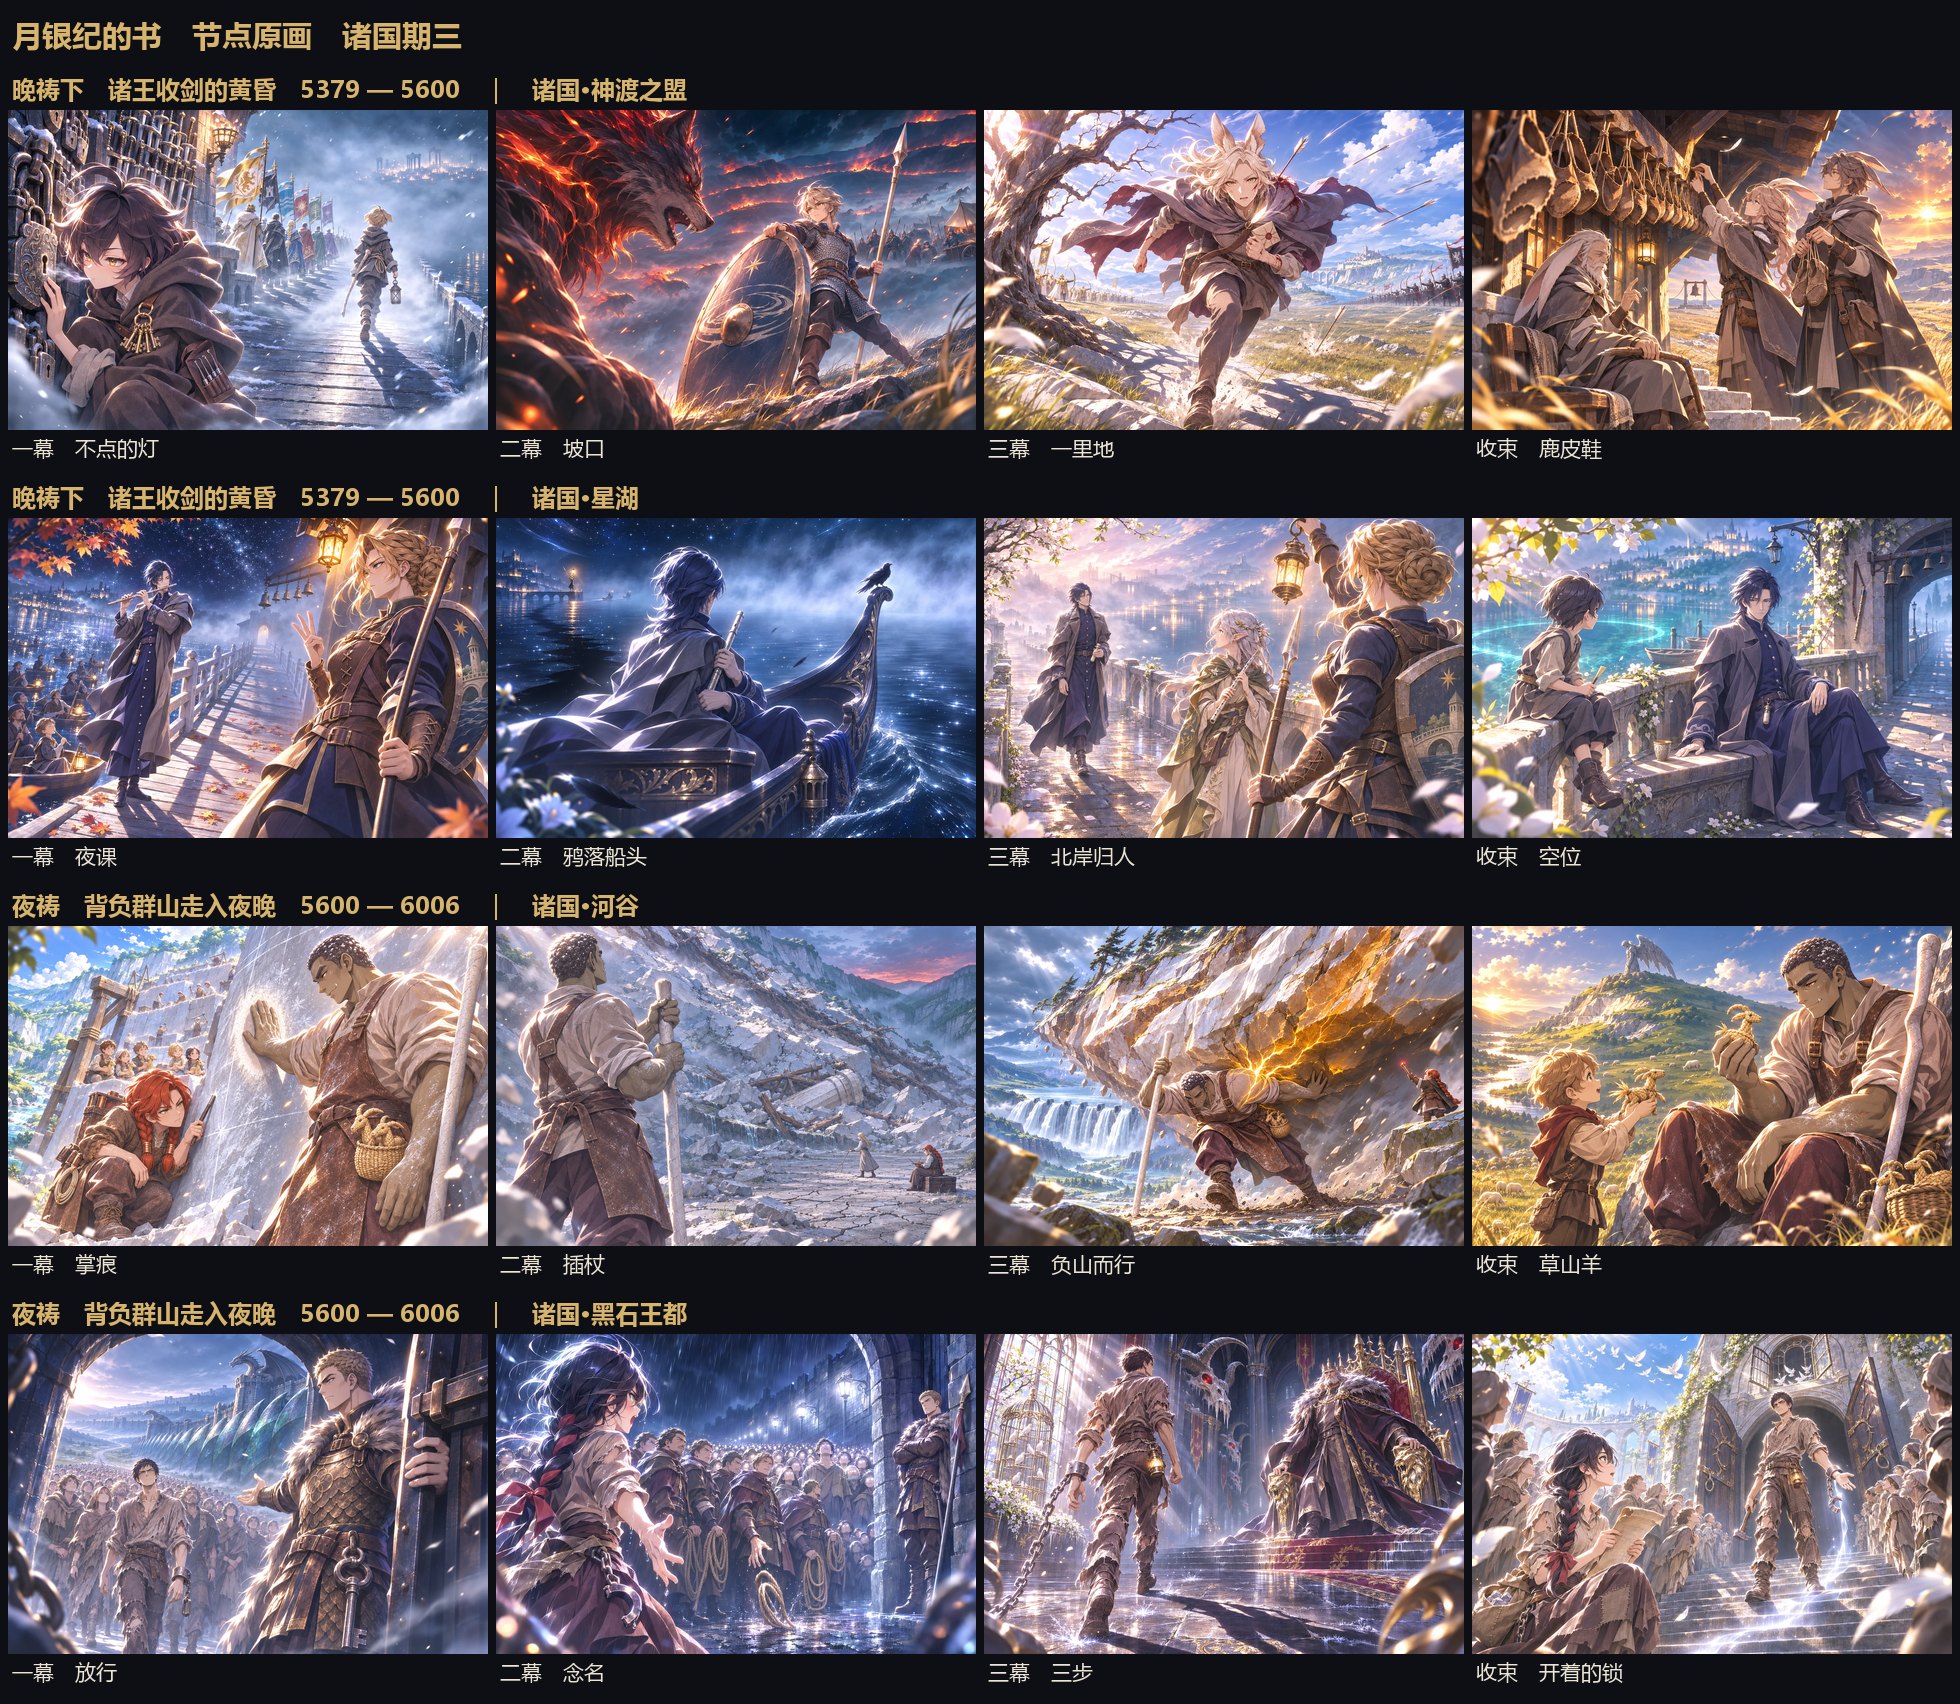 月银纪的书 节点原画 诸国期三
晚祷下 诸王收剑的黄昏 5379 — 5600 | 诸国·神渡之盟
一幕 不点的灯
二幕 坡口
三幕 一里地
收束 鹿皮鞋
晚祷下 诸王收剑的黄昏 5379 — 5600 | 诸国·星湖
一幕 夜课
二幕 鸦落船头
三幕 北岸归人
收束 空位
夜祷 背负群山走入夜晚 5600 — 6006 | 诸国·河谷
一幕 掌痕
二幕 插杖
三幕 负山而行
收束 草山羊
夜祷 背负群山走入夜晚 5600 — 6006 | 诸国·黑石王都
一幕 放行
二幕 念名
三幕 三步
收束 开着的锁